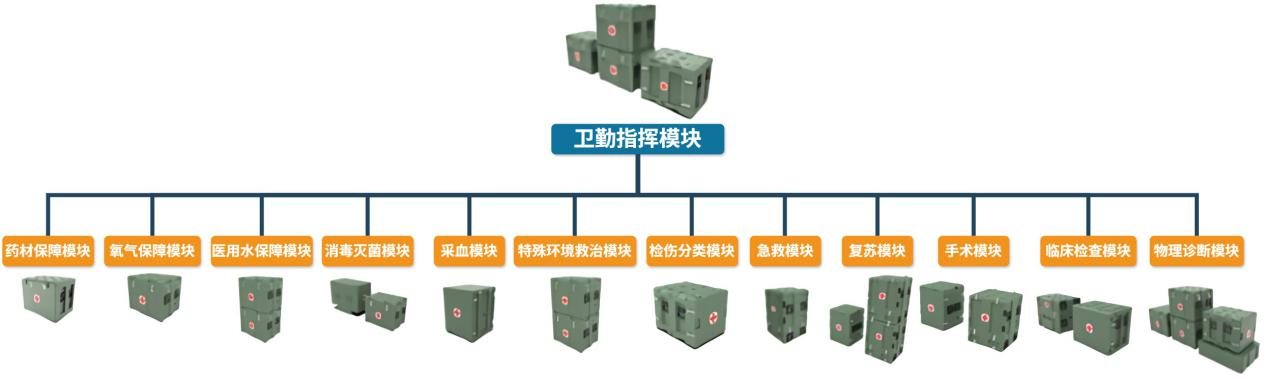 卫勤指挥模块
药材保障模块
氧气保障模块
医用水保障模块
消毒灭菌模块
采血模块
特殊环境救治模块
检伤分类模块
急救模块
复苏模块
手术模块
临床检查模块
物理诊断模块